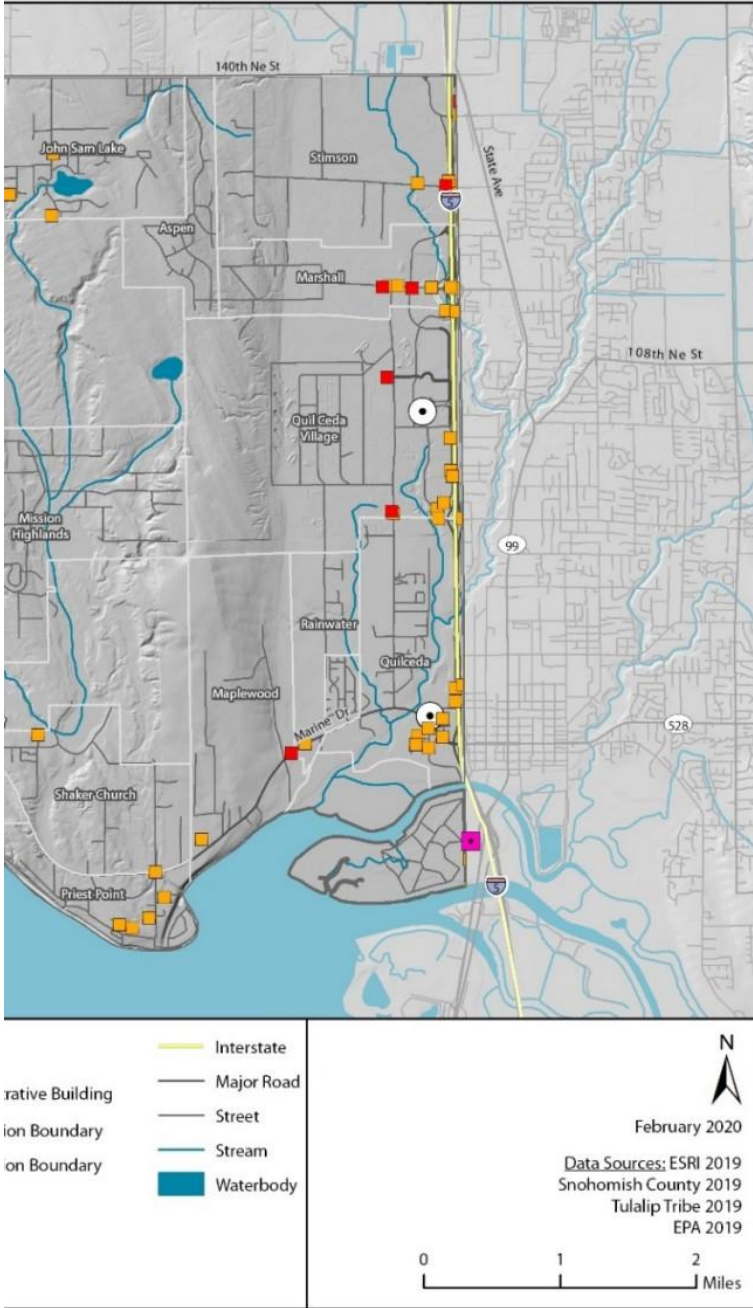 140th Ne St
John Sam Lake
Stimson
State Ave
5
Aspen
Marshall
108th Ne St
Quil Ceda
Village
Mission
Highlands
99
Rainwater
Quilceda
Maplewood
Marine Dr
528
Shaker Church
Priest Point
5
rative Building
ion Boundary
ion Boundary
Interstate
Major Road
Street
Stream
Waterbody
N
February 2020
Data Sources: ESRI 2019
Snohomish County 2019
Tulalip Tribe 2019
EPA 2019
0 1 2
Miles